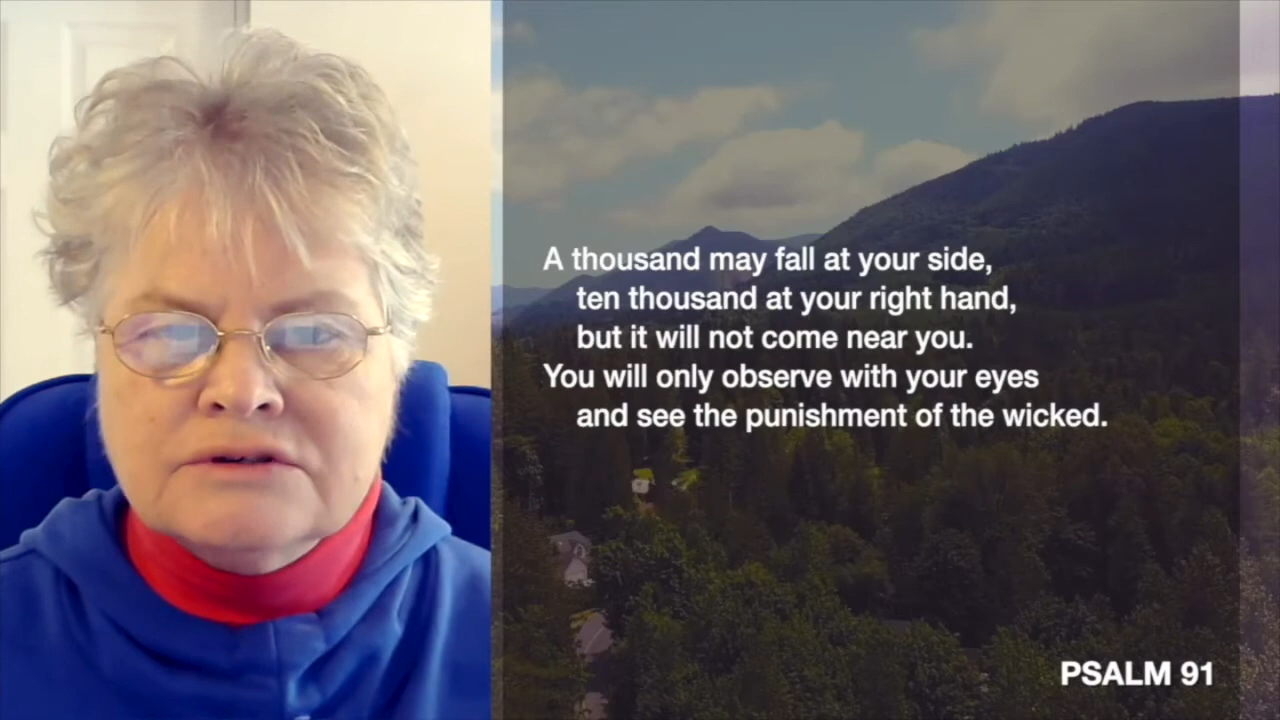 A thousand may fall at your side,
ten thousand at your right hand,
but it will not come near you.
You will only observe with your eyes
and see the punishment of the wicked.
PSALM 91